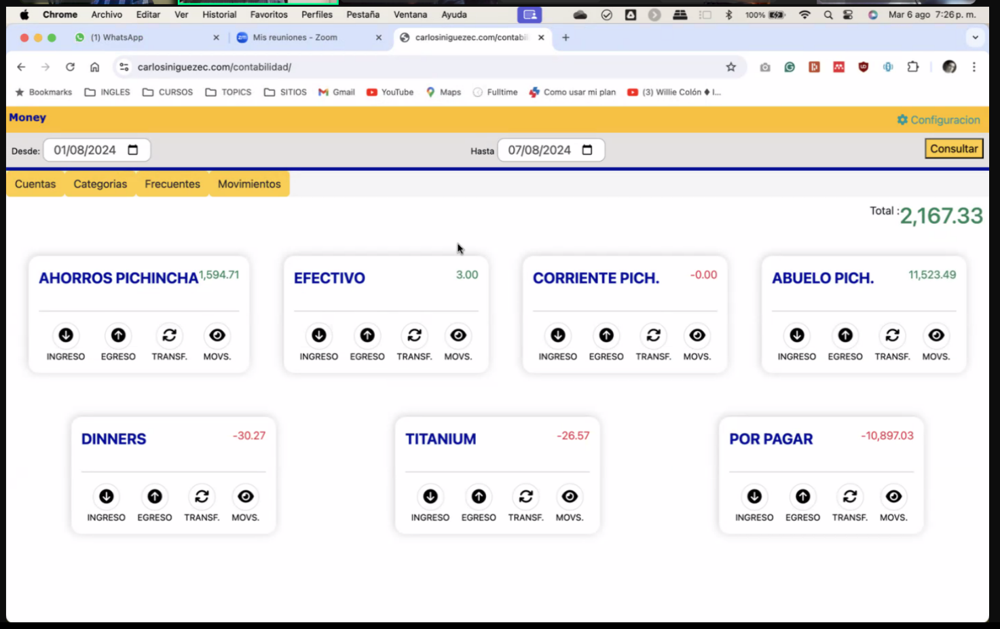 Chrome Archivo Editar Ver Historial Favoritos Perfiles Pestaña Ventana Ayuda 100% Mar 6 ago 7:26 p. m.
(1) WhatsApp Mis reuniones - Zoom carlosiniguezec.com/contabili
carlosiniguezec.com/contabilidad/
Bookmarks INGLES CURSOS TOPICS SITIOS Gmail YouTube Maps Fulltime Como usar mi plan (3) Willie Colón ♦ I...
Money Configuracion
Desde: 01/08/2024 Hasta 07/08/2024 Consultar
Cuentas Categorias Frecuentes Movimientos
Total :2,167.33
AHORROS PICHINCHA 1,594.71 EFECTIVO 3.00 CORRIENTE PICH. -0.00 ABUELO PICH. 11,523.49
INGRESO EGRESO TRANSF. MOVS. INGRESO EGRESO TRANSF. MOVS. INGRESO EGRESO TRANSF. MOVS. INGRESO EGRESO TRANSF. MOVS.
DINNERS -30.27 TITANIUM -26.57 POR PAGAR -10,897.03
INGRESO EGRESO TRANSF. MOVS. INGRESO EGRESO TRANSF. MOVS. INGRESO EGRESO TRANSF. MOVS.